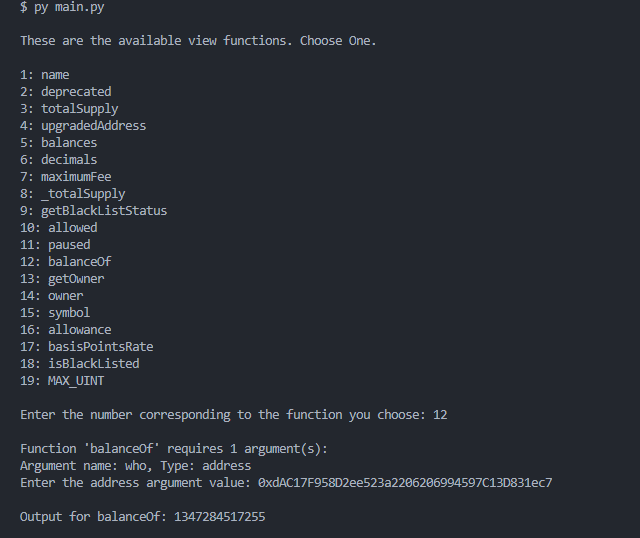 $ py main.py
These are the available view functions. Choose One.
1: name
2: deprecated
3: totalSupply
4: upgradedAddress
5: balances
6: decimals
7: maximumFee
8: _totalSupply
9: getBlackListStatus
10: allowed
11: paused
12: balanceOf
13: getOwner
14: owner
15: symbol
16: allowance
17: basisPointsRate
18: isBlackListed
19: MAX_UINT
Enter the number corresponding to the function you choose: 12
Function 'balanceOf' requires 1 argument(s):
Argument name: who, Type: address
Enter the address argument value: 0xdAC17F958D2ee523a2206206994597C13D831ec7
Output for balanceOf: 1347284517255